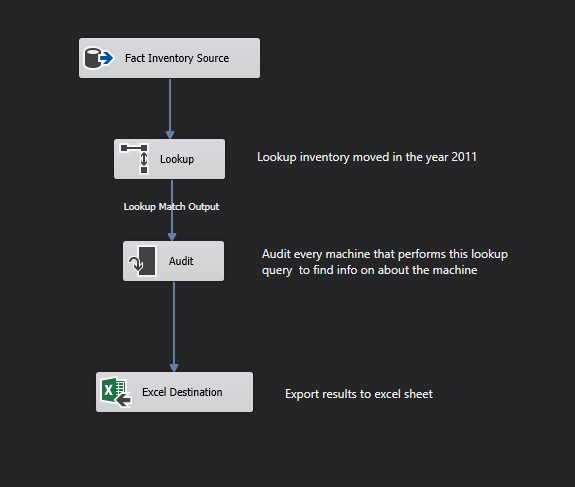 Fact Inventory Source
Lookup
Lookup inventory moved in the year 2011
Lookup Match Output
Audit
Audit every machine that performs this lookup
query  to find info on about the machine
Excel Destination
Export results to excel sheet